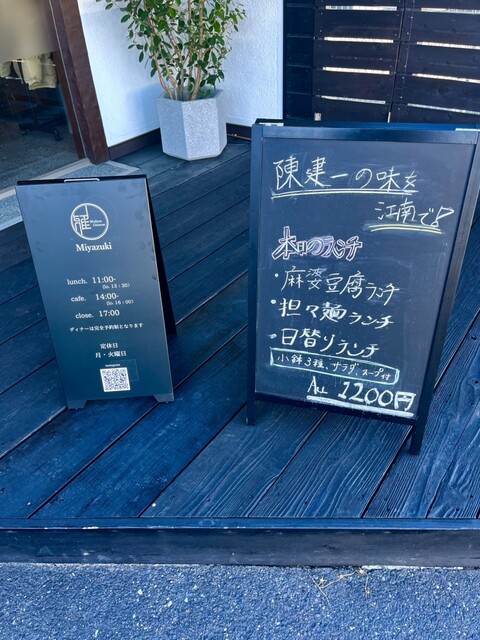 Miyazuki
lunch. 11:00-
(lo. 13:30)
cafe. 14:00-
(lo. 16:00)
close. 17:00
ディナーは完全予約制となります
定休日
月・火曜日
陳建一の味を
江南で!?
本日のランチ
・麻婆豆腐ランチ
・担々麺ランチ
・日替りランチ
小鉢3種、サラダ、スープ付
ALL 1200円